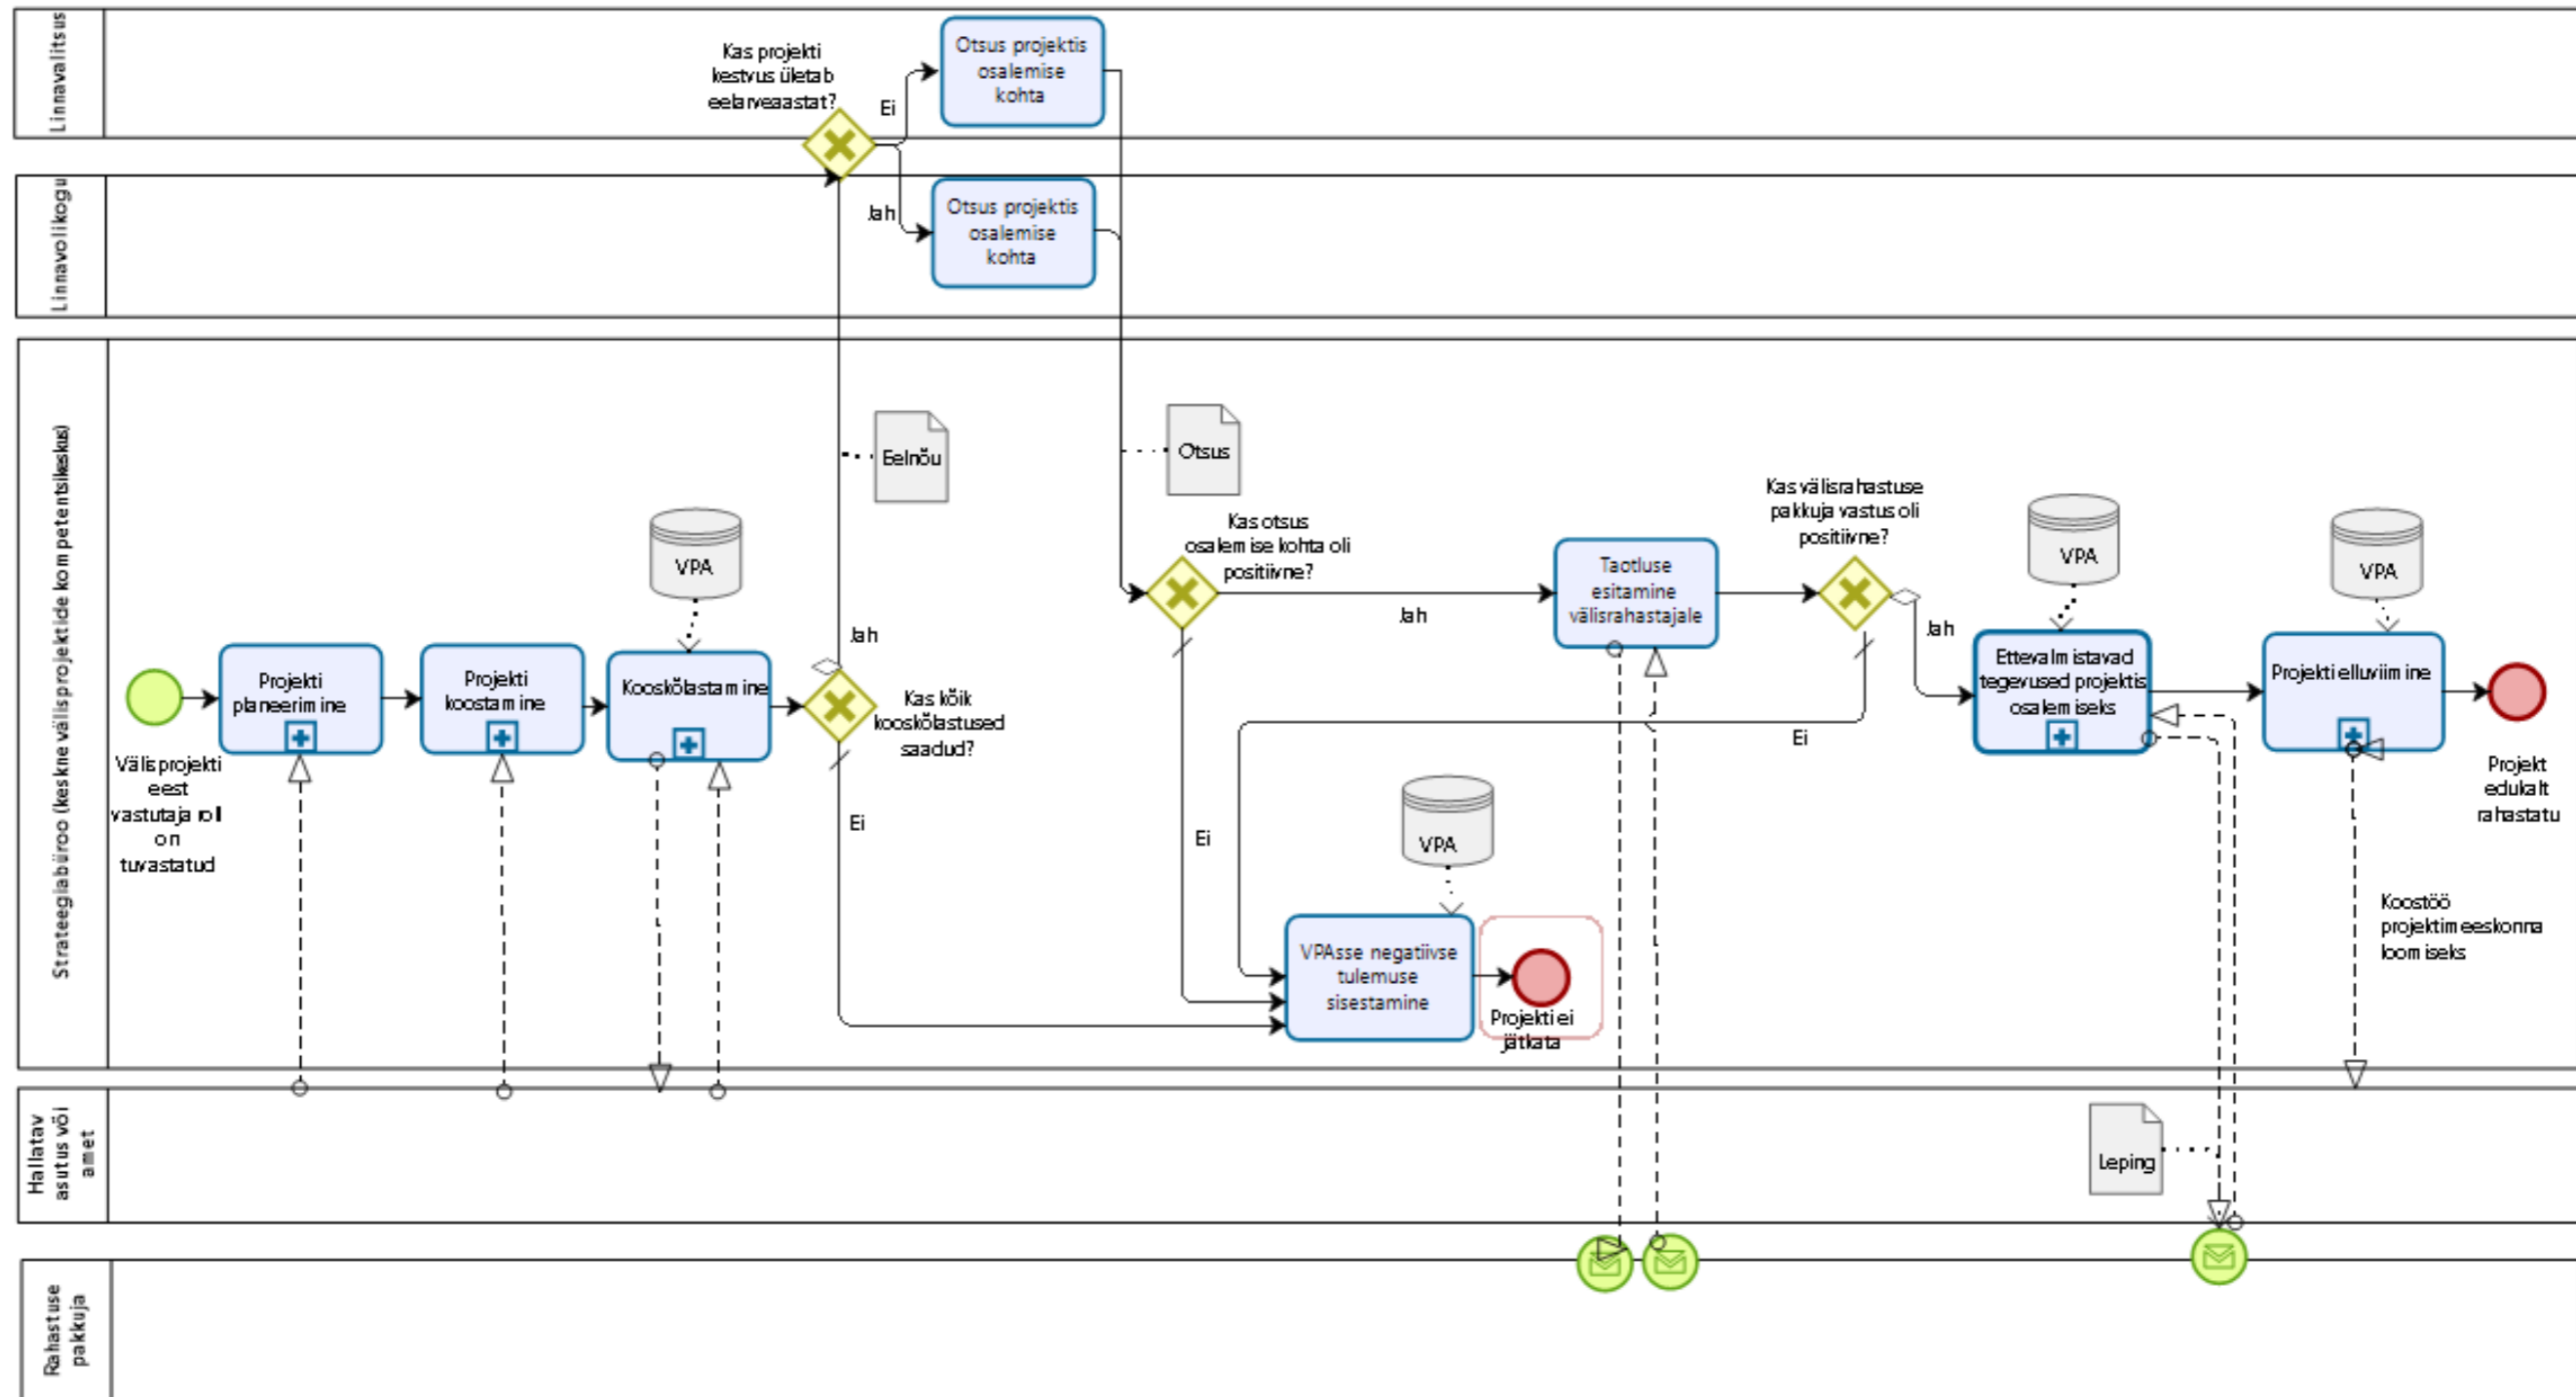 Linnavalitsus
Kas projekti
kestvus ületab
eelarveaastat?
Ei
Otsus projektis
osalemise
kohta
Linnavolikogu
Jah
Otsus projektis
osalemise
kohta
Strateegiabüroo (keskne välisprojektide kompetentsikeskus)
Välisprojekti
eest
vastutaja roll
on
tuvastatud
Projekti
planeerimine
Projekti
koostamine
VPA
Kooskõlastamine
Kas kõik
kooskõlastused
saadud?
Jah
Ei
Eelnõu
Otsus
Kas otsus
osalemise kohta oli
positiivne?
Jah
Ei
Taotluse
esitamine
välisrahastajale
Kas välisrahastuse
pakkuja vastus oli
positiivne?
Jah
Ei
VPA
VPAsse negatiivse
tulemuse
sisestamine
Projekti ei
jätkata
VPA
Ettevalmistavad
tegevused projektis
osalemiseks
VPA
Projekti elluviimine
Projekt
edukalt
rahastatu
Koostöö
projektimeeskonna
loomiseks
Hallatav
asutus või
amet
Leping
Rahastuse
pakkuja